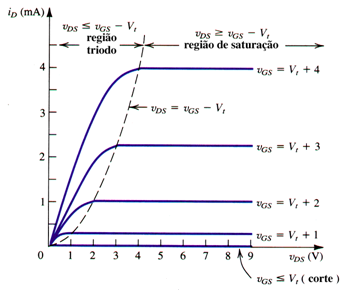 i_D (mA)
v_DS ≤ v_GS − V_t
região
triodo
v_DS ≥ v_GS − V_t
região de saturação
4
v_GS = V_t + 4
v_DS = v_GS − V_t
3
v_GS = V_t + 3
2
v_GS = V_t + 2
1
v_GS = V_t + 1
0 1 2 3 4 5 6 7 8 9 v_DS (V)
v_GS ≤ V_t ( corte )